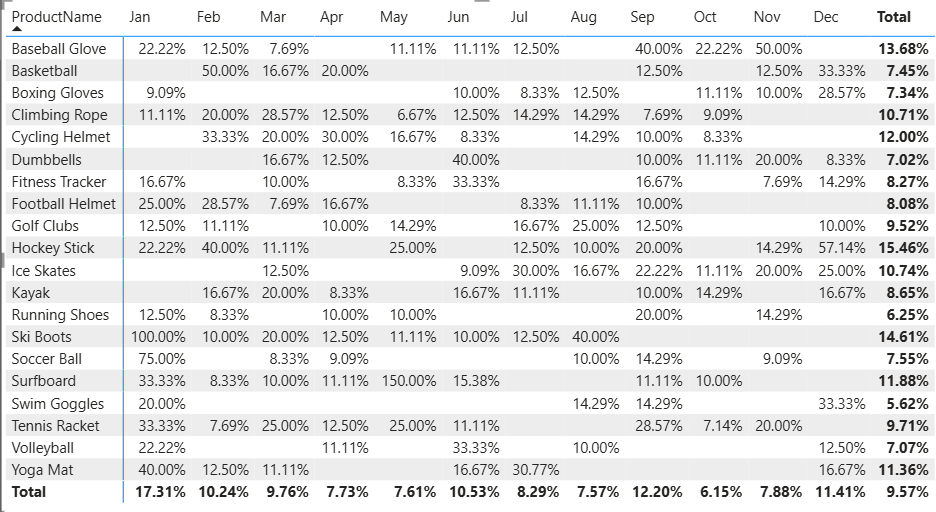 ProductName Jan Feb Mar Apr May Jun Jul Aug Sep Oct Nov Dec Total
Baseball Glove 22.22% 12.50% 7.69% 11.11% 11.11% 12.50% 40.00% 22.22% 50.00% 13.68%
Basketball 50.00% 16.67% 20.00% 12.50% 12.50% 33.33% 7.45%
Boxing Gloves 9.09% 10.00% 8.33% 12.50% 11.11% 10.00% 28.57% 7.34%
Climbing Rope 11.11% 20.00% 28.57% 12.50% 6.67% 12.50% 14.29% 14.29% 7.69% 9.09% 10.71%
Cycling Helmet 33.33% 20.00% 30.00% 16.67% 8.33% 14.29% 10.00% 8.33% 12.00%
Dumbbells 16.67% 12.50% 40.00% 10.00% 11.11% 20.00% 8.33% 7.02%
Fitness Tracker 16.67% 10.00% 8.33% 33.33% 16.67% 7.69% 14.29% 8.27%
Football Helmet 25.00% 28.57% 7.69% 16.67% 8.33% 11.11% 10.00% 8.08%
Golf Clubs 12.50% 11.11% 10.00% 14.29% 16.67% 25.00% 12.50% 10.00% 9.52%
Hockey Stick 22.22% 40.00% 11.11% 25.00% 12.50% 10.00% 20.00% 14.29% 57.14% 15.46%
Ice Skates 12.50% 9.09% 30.00% 16.67% 22.22% 11.11% 20.00% 25.00% 10.74%
Kayak 16.67% 20.00% 8.33% 16.67% 11.11% 10.00% 14.29% 16.67% 8.65%
Running Shoes 12.50% 8.33% 10.00% 10.00% 20.00% 14.29% 6.25%
Ski Boots 100.00% 10.00% 20.00% 12.50% 11.11% 10.00% 12.50% 40.00% 14.61%
Soccer Ball 75.00% 8.33% 9.09% 10.00% 14.29% 9.09% 7.55%
Surfboard 33.33% 8.33% 10.00% 11.11% 150.00% 15.38% 11.11% 10.00% 11.88%
Swim Goggles 20.00% 14.29% 14.29% 33.33% 5.62%
Tennis Racket 33.33% 7.69% 25.00% 12.50% 25.00% 11.11% 28.57% 7.14% 20.00% 9.71%
Volleyball 22.22% 11.11% 33.33% 10.00% 12.50% 7.07%
Yoga Mat 40.00% 12.50% 11.11% 16.67% 30.77% 16.67% 11.36%
Total 17.31% 10.24% 9.76% 7.73% 7.61% 10.53% 8.29% 7.57% 12.20% 6.15% 7.88% 11.41% 9.57%